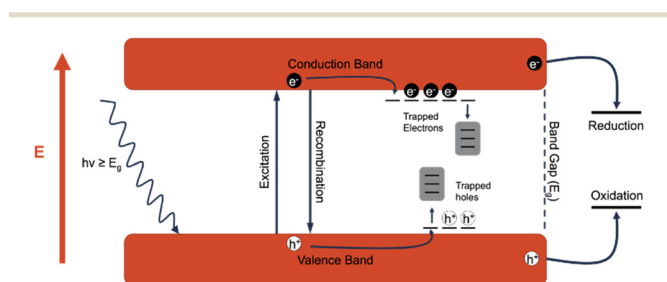 Conduction Band
e-
e-
e- e- e-
Trapped
Electrons
E
hν ≥ Eg
Excitation
Recombination
Band Gap (Eg)
Reduction
Trapped
holes
Oxidation
h+ h+
h+
Valence Band
h+